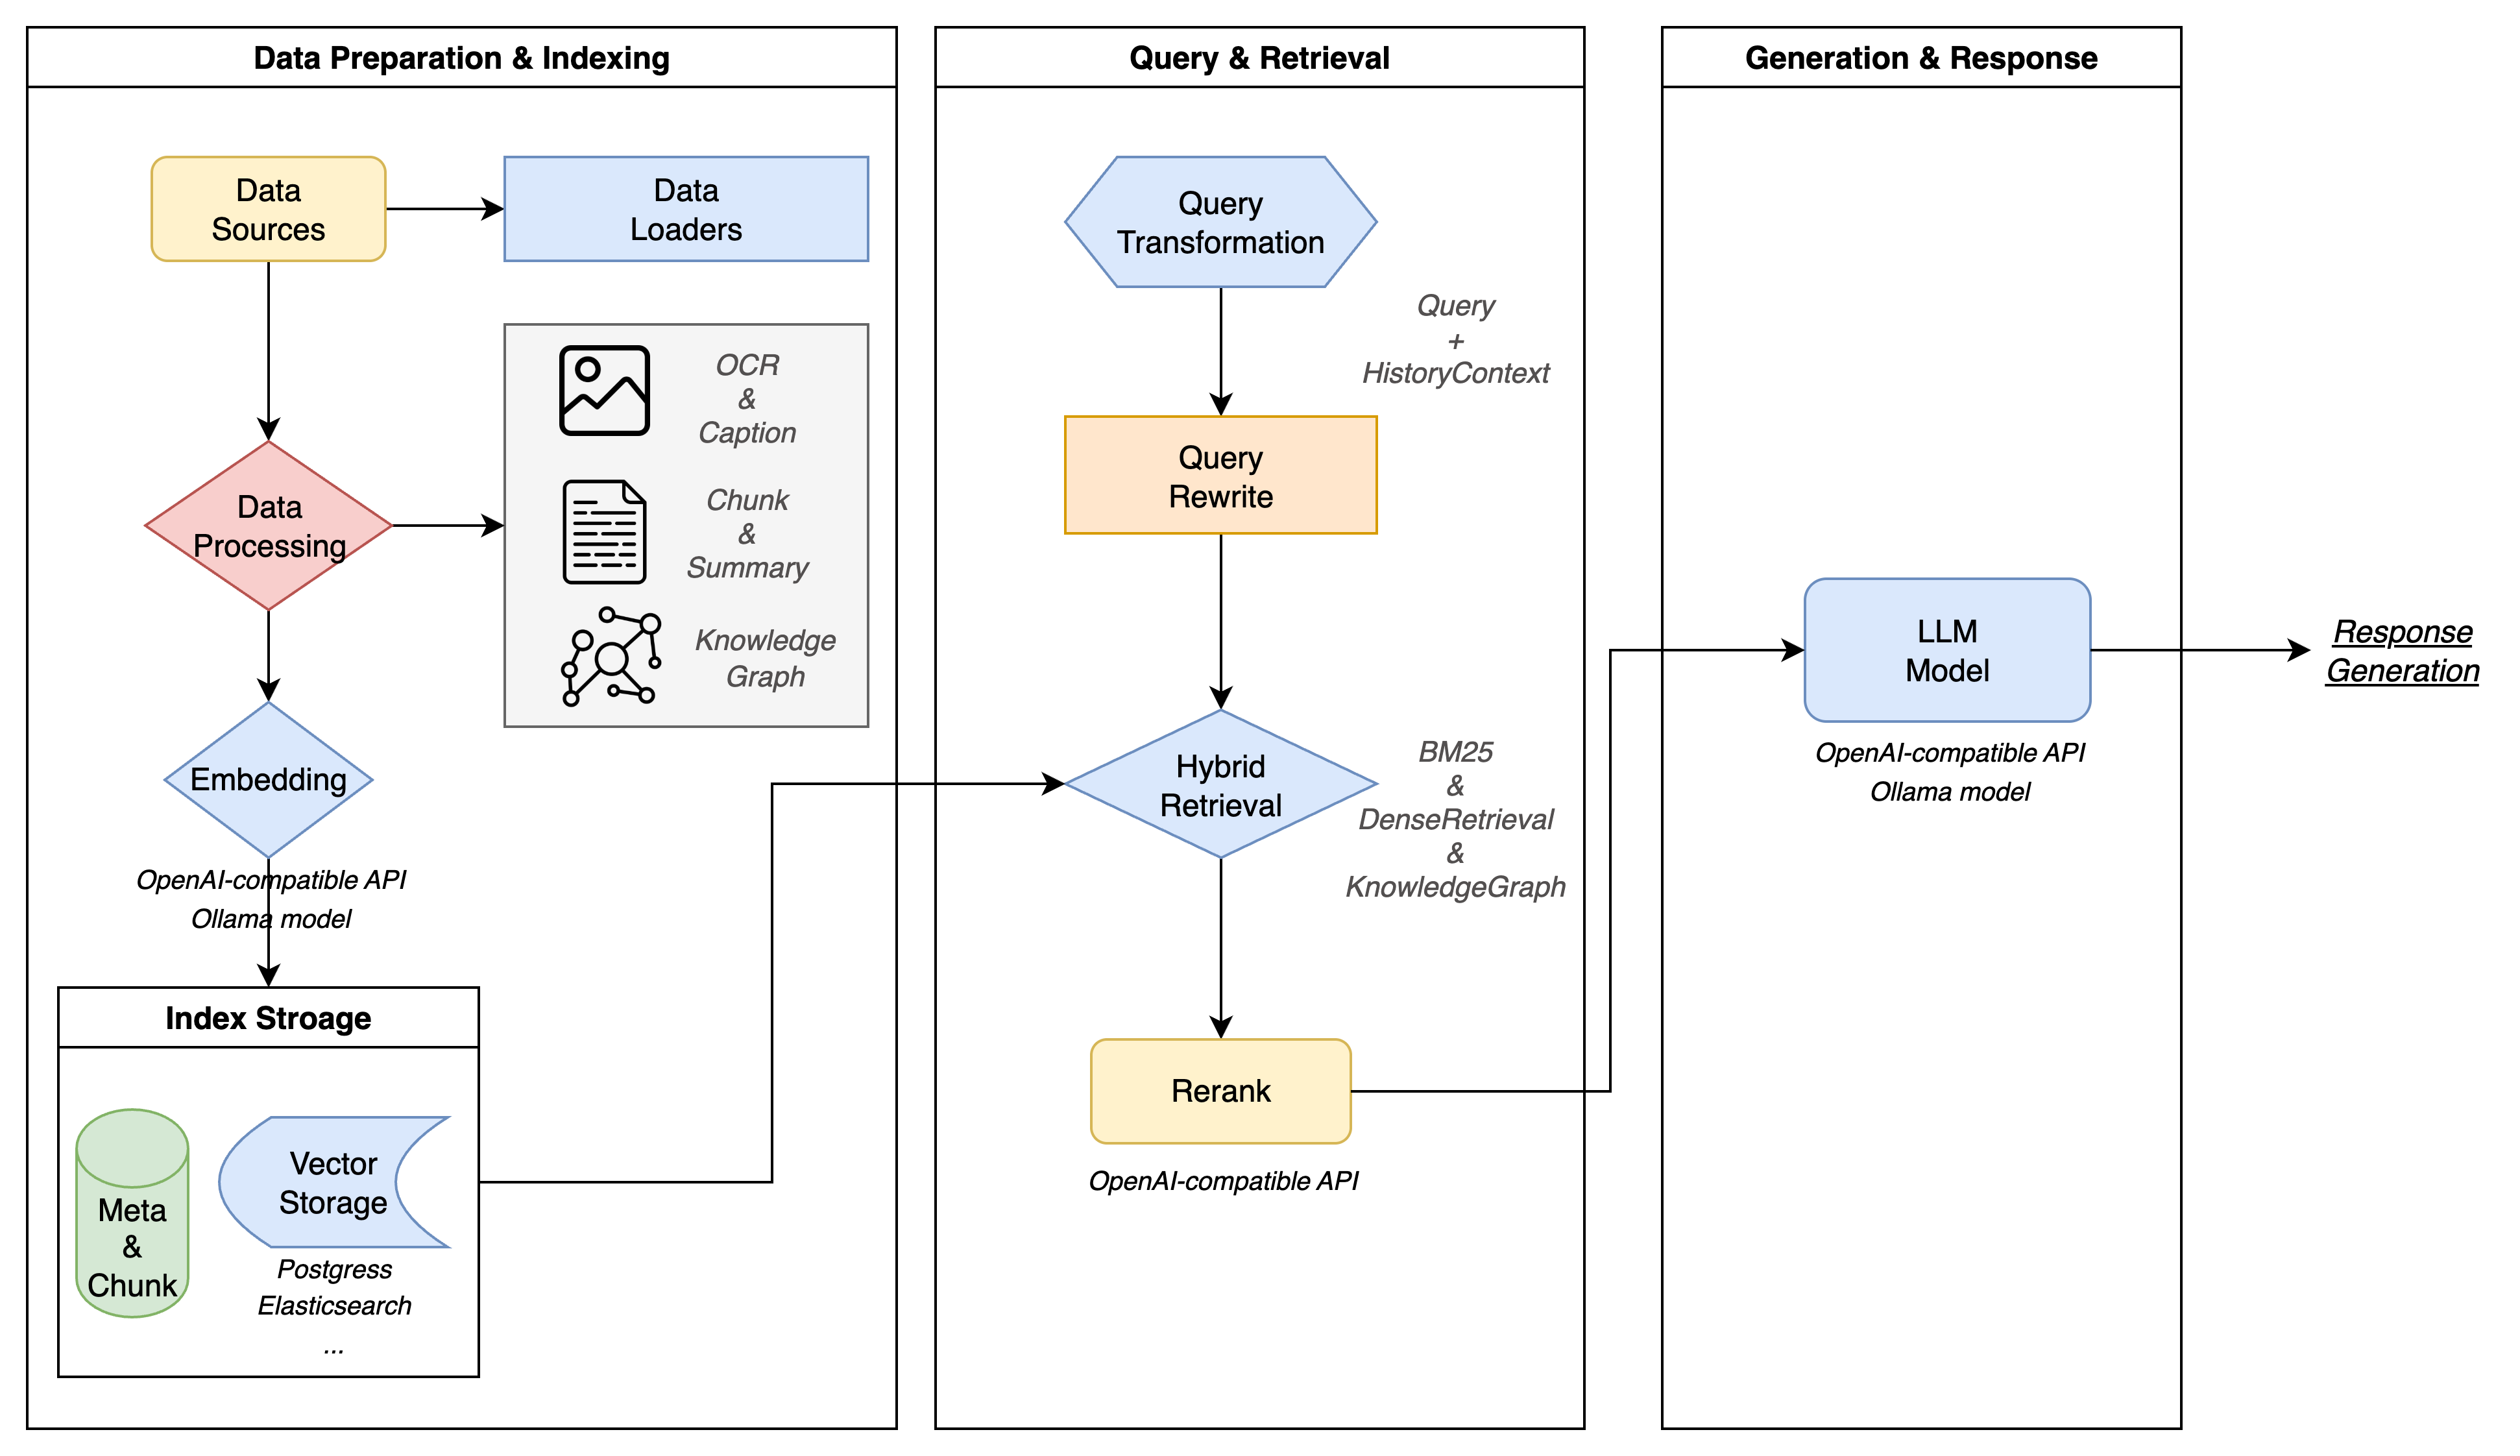 Data Preparation & Indexing
Data
Sources
Data
Loaders
OCR
&
Caption
Data
Processing
Chunk
&
Summary
Knowledge
Graph
Embedding
OpenAI-compatible API
Ollama model
Index Stroage
Meta
&
Chunk
Vector
Storage
Postgress
Elasticsearch
...
Query & Retrieval
Query
Transformation
Query
+
HistoryContext
Query
Rewrite
Hybrid
Retrieval
BM25
&
DenseRetrieval
&
KnowledgeGraph
Rerank
OpenAI-compatible API
Generation & Response
LLM
Model
OpenAI-compatible API
Ollama model
Response
Generation